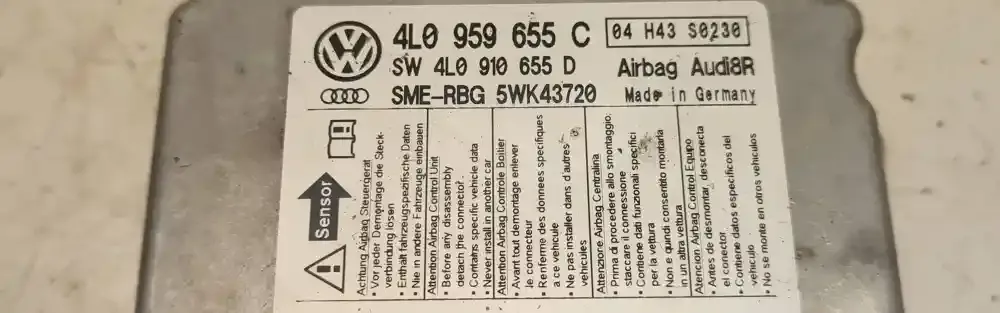 4L0 959 655 C
04 H43 S0230
SW 4L0 910 655 D
Airbag Audi8R
SME-RBG 5WK43720
Made in Germany
Sensor
Achtung Airbag Steuergerät
• Vor jeder Demontage die Steck-
verbindung lösen
• Enthält fahrzeugspezifische Daten
• Nie in andere Fahrzeuge einbauen
Attention Airbag Control Unit
• Before any disassembly
detach the connector
• Contains specific vehicle data
• Never install in another car
Attention Airbag Controle Boitier
• Avant tout demontage enlever
le connecteur
• Renferme des donnees specifiques
a ce vehicule
• Ne pas installer dans d'autres
vehicules
Attenzione Airbag Centralina
• Prima di procedere allo smontaggio,
staccare il connessione
• Contiene dati funzionali specifici
per la vettura
• Non e quindi consentito montarla
in un altra vettura
Atencion Airbag Control Equipo
• Antes de desmontar, desconecta
el conector
• Contiene datos especificos del
vehiculo
• No se monte en otros vehiculos